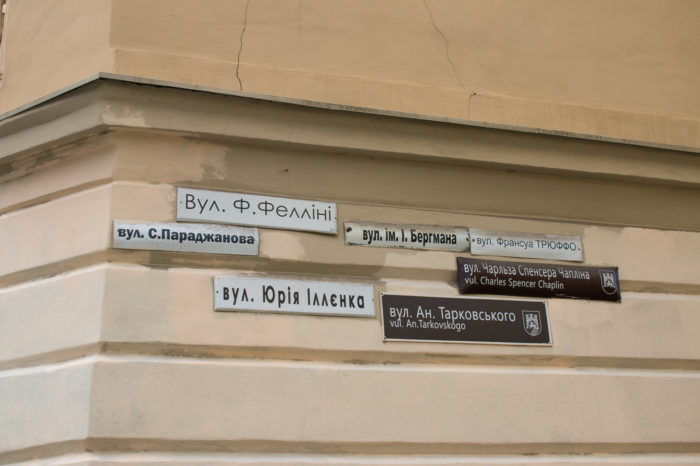 Вул. Ф.Фелліні
вул. С.Параджанова
вул. ім. І. Бергмана
вул. Франсуа ТРЮФФО
вул. Чарльза Спенсера Чапліна
vul. Charles Spencer Chaplin
вул. Юрія Іллєнка
вул. Ан. Тарковського
vul. An.Tarkovskogo